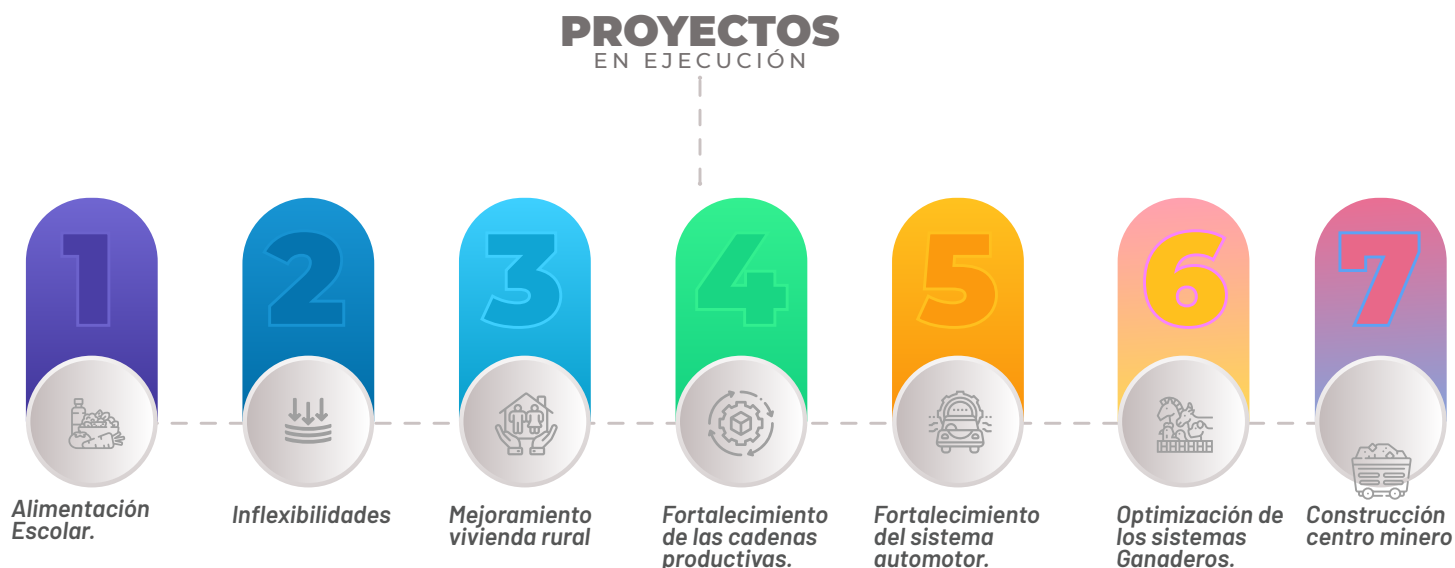 PROYECTOS
EN EJECUCIÓN
1
2
3
4
5
6
7
Alimentación
Escolar.
Inflexibilidades
Mejoramiento
vivienda rural
Fortalecimiento
de las cadenas
productivas.
Fortalecimiento
del sistema
automotor.
Optimización de
los sistemas
Ganaderos.
Construcción
centro minero